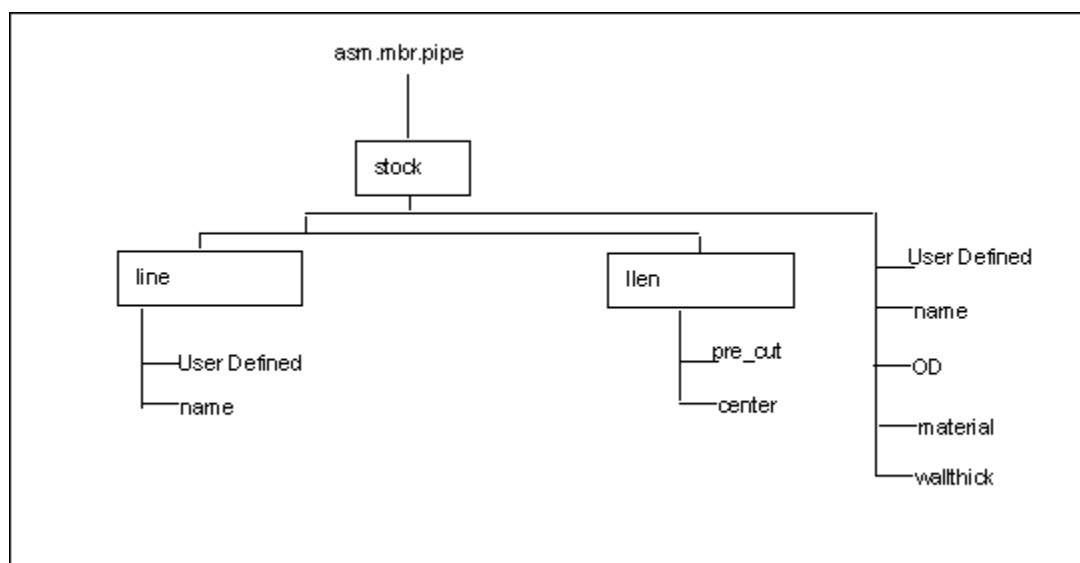 asm.mbr.pipe
stock
line
User Defined
name
llen
pre_cut
center
User Defined
name
OD
material
wallthick